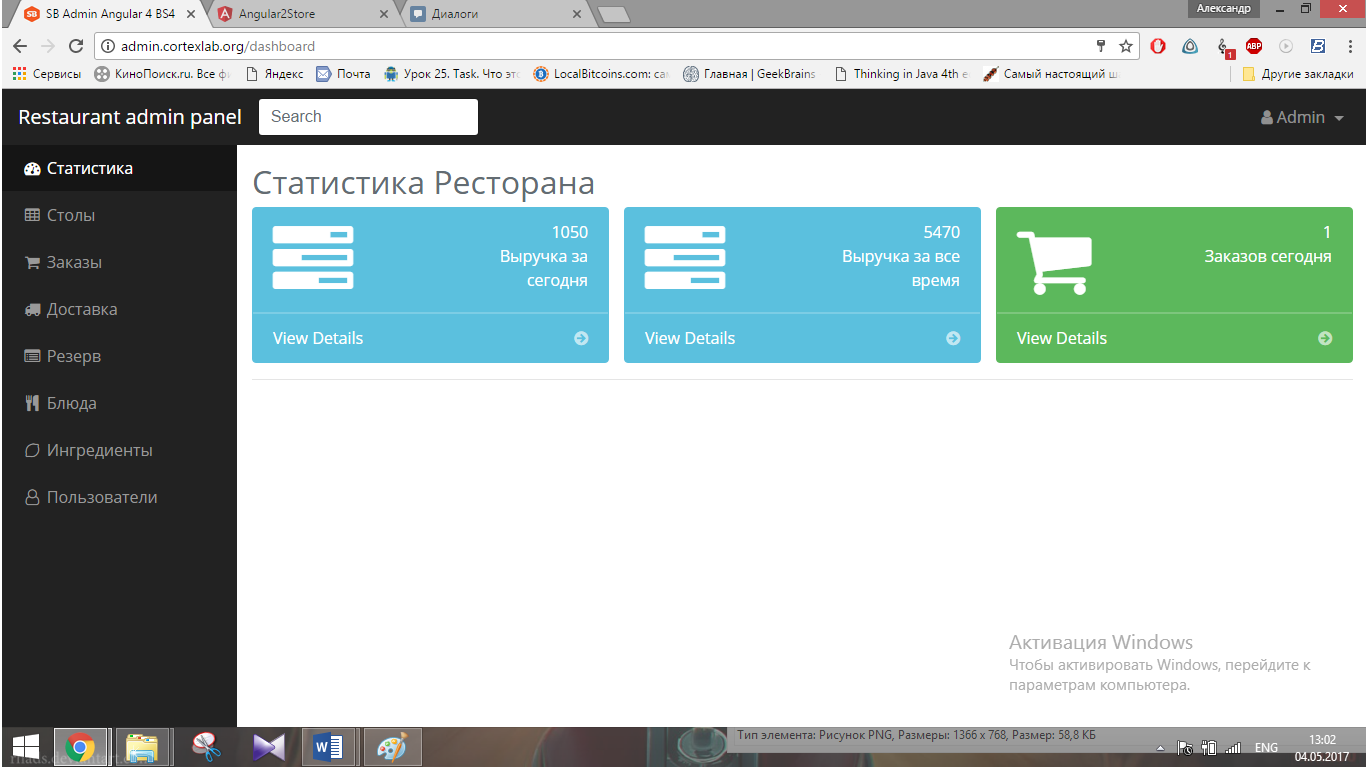 SB Admin Angular 4 BS4
Angular2Store
Диалоги
Александр
admin.cortexlab.org/dashboard
ABP
1
Сервисы
КиноПоиск.ru. Все ф
Яндекс
Почта
Урок 25. Task. Что эт
LocalBitcoins.com: са
Главная | GeekBrains
Thinking in Java 4th e
Самый настоящий ш
Другие закладки
Restaurant admin panel
Search
Admin
Статистика
Столы
Заказы
Доставка
Резерв
Блюда
Ингредиенты
Пользователи
Статистика Ресторана
1050
Выручка за
сегодня
View Details
5470
Выручка за все
время
View Details
1
Заказов сегодня
View Details
Активация Windows
Чтобы активировать Windows, перейдите к
параметрам компьютера.
Тип элемента: Рисунок PNG, Размеры: 1366 x 768, Размер: 58,8 КБ
ENG
13:02
04.05.2017